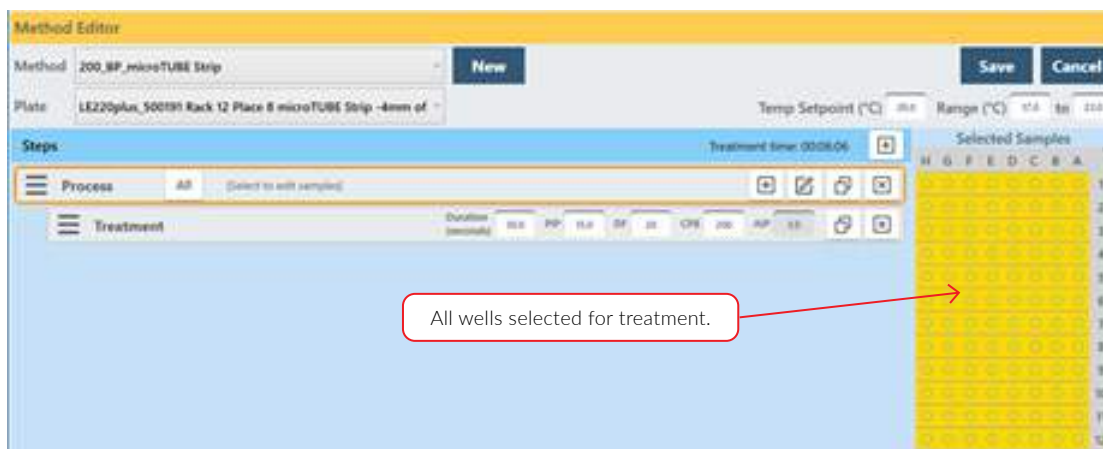 Method Editor
Method 200_BP_microTUBE Strip New Save Cancel
Plate LE220plus_500191 Rack 12 Place 8 microTUBE Strip -4mm of Temp Setpoint (°C) Range (°C) to
Steps Treatment time: 00:06:06 Selected Samples
H G F E D C B A
Process All (Select to edit samples)
Treatment Duration (seconds) PIP DF CPB 200 AIP
All wells selected for treatment.